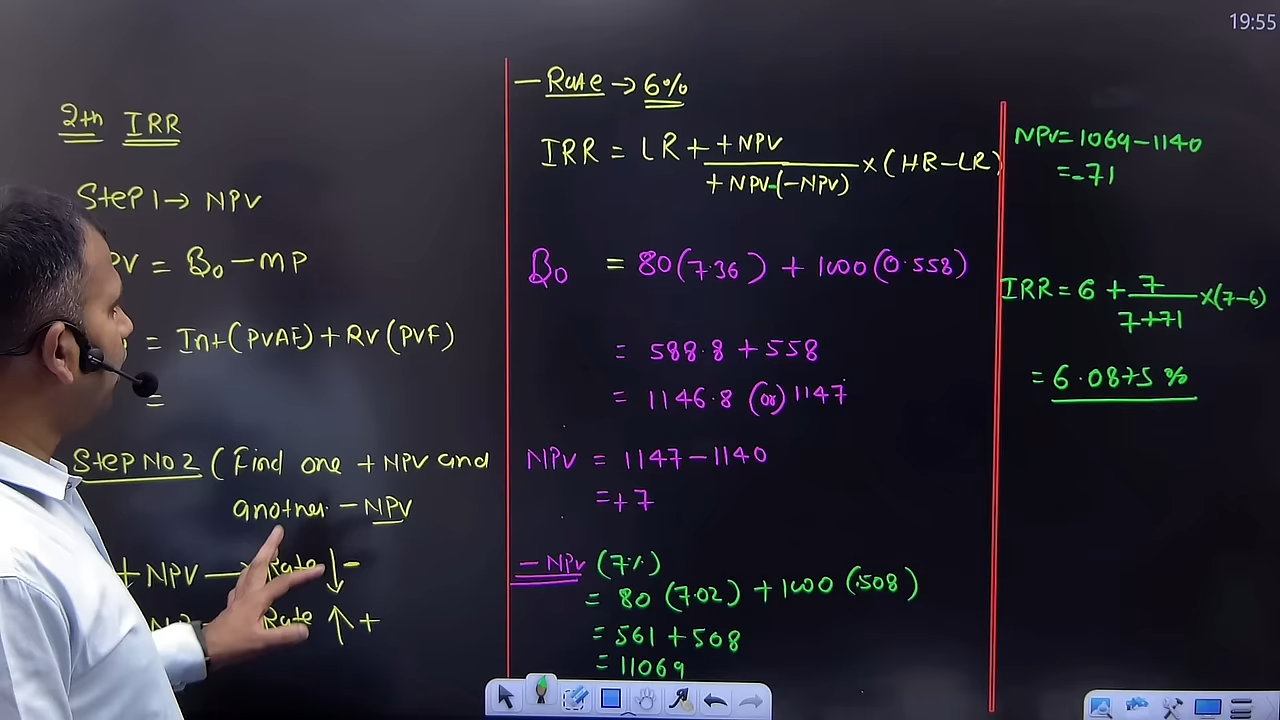 19:55
2th IRR
Step 1 → NPV
PV = B0 - MP
= Int (PVAF) + RV (PVF)
=
Step No 2 ( Find one + NPV and
another - NPV
+ NPV → Rate ↓ -
Rate ↑ +
- Rate → 6%
IRR = LR + +NPV / +NPV-(-NPV) × (HR-LR)
B0 = 80(7.36) + 1000(0.558)
= 588.8 + 558
= 1146.8 (or) 1147
NPV = 1147 - 1140
= +7
- NPV (7%)
= 80 (7.02) + 1000 (.508)
= 561 + 508
= 11069
NPV = 1069 - 1140
= -71
IRR = 6 + 7 / 7+71 × (7-6)
= 6.0875 %